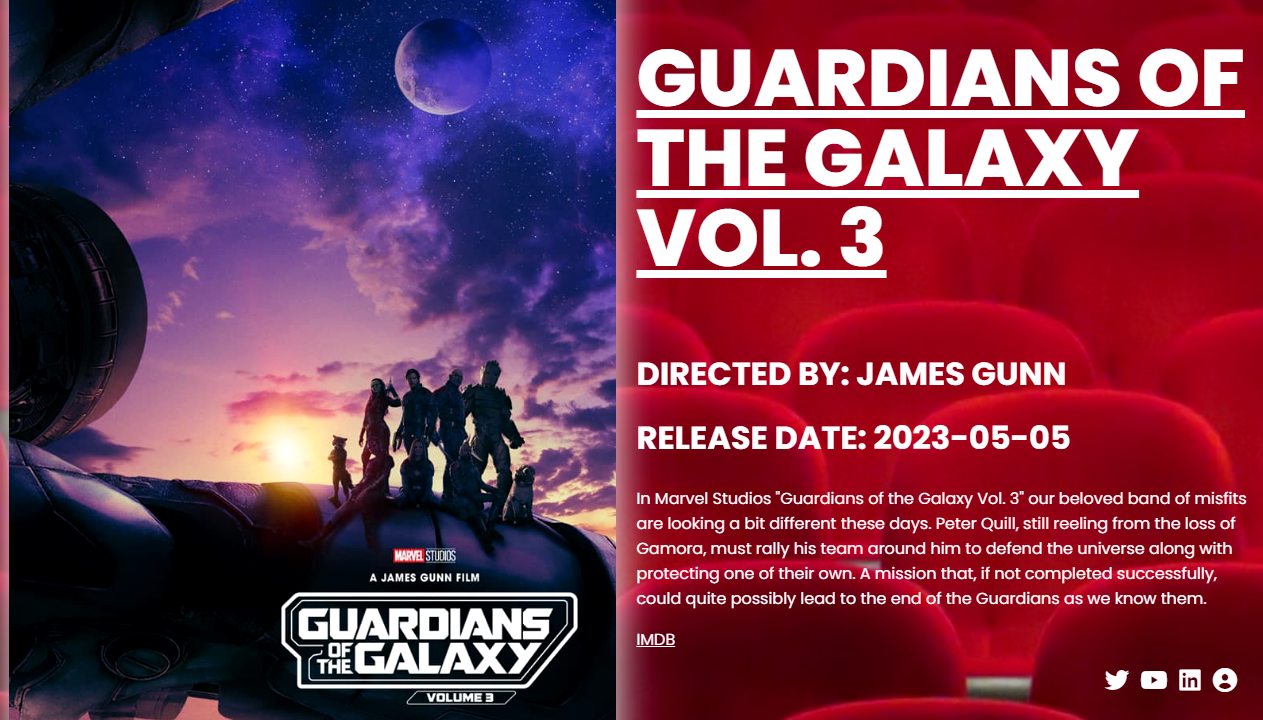 MARVEL STUDIOS
A JAMES GUNN FILM
GUARDIANS
OF
THE GALAXY
VOLUME 3
GUARDIANS OF
THE GALAXY
VOL. 3
DIRECTED BY: JAMES GUNN
RELEASE DATE: 2023-05-05
In Marvel Studios "Guardians of the Galaxy Vol. 3" our beloved band of misfits
are looking a bit different these days. Peter Quill, still reeling from the loss of
Gamora, must rally his team around him to defend the universe along with
protecting one of their own. A mission that, if not completed successfully,
could quite possibly lead to the end of the Guardians as we know them.
IMDB